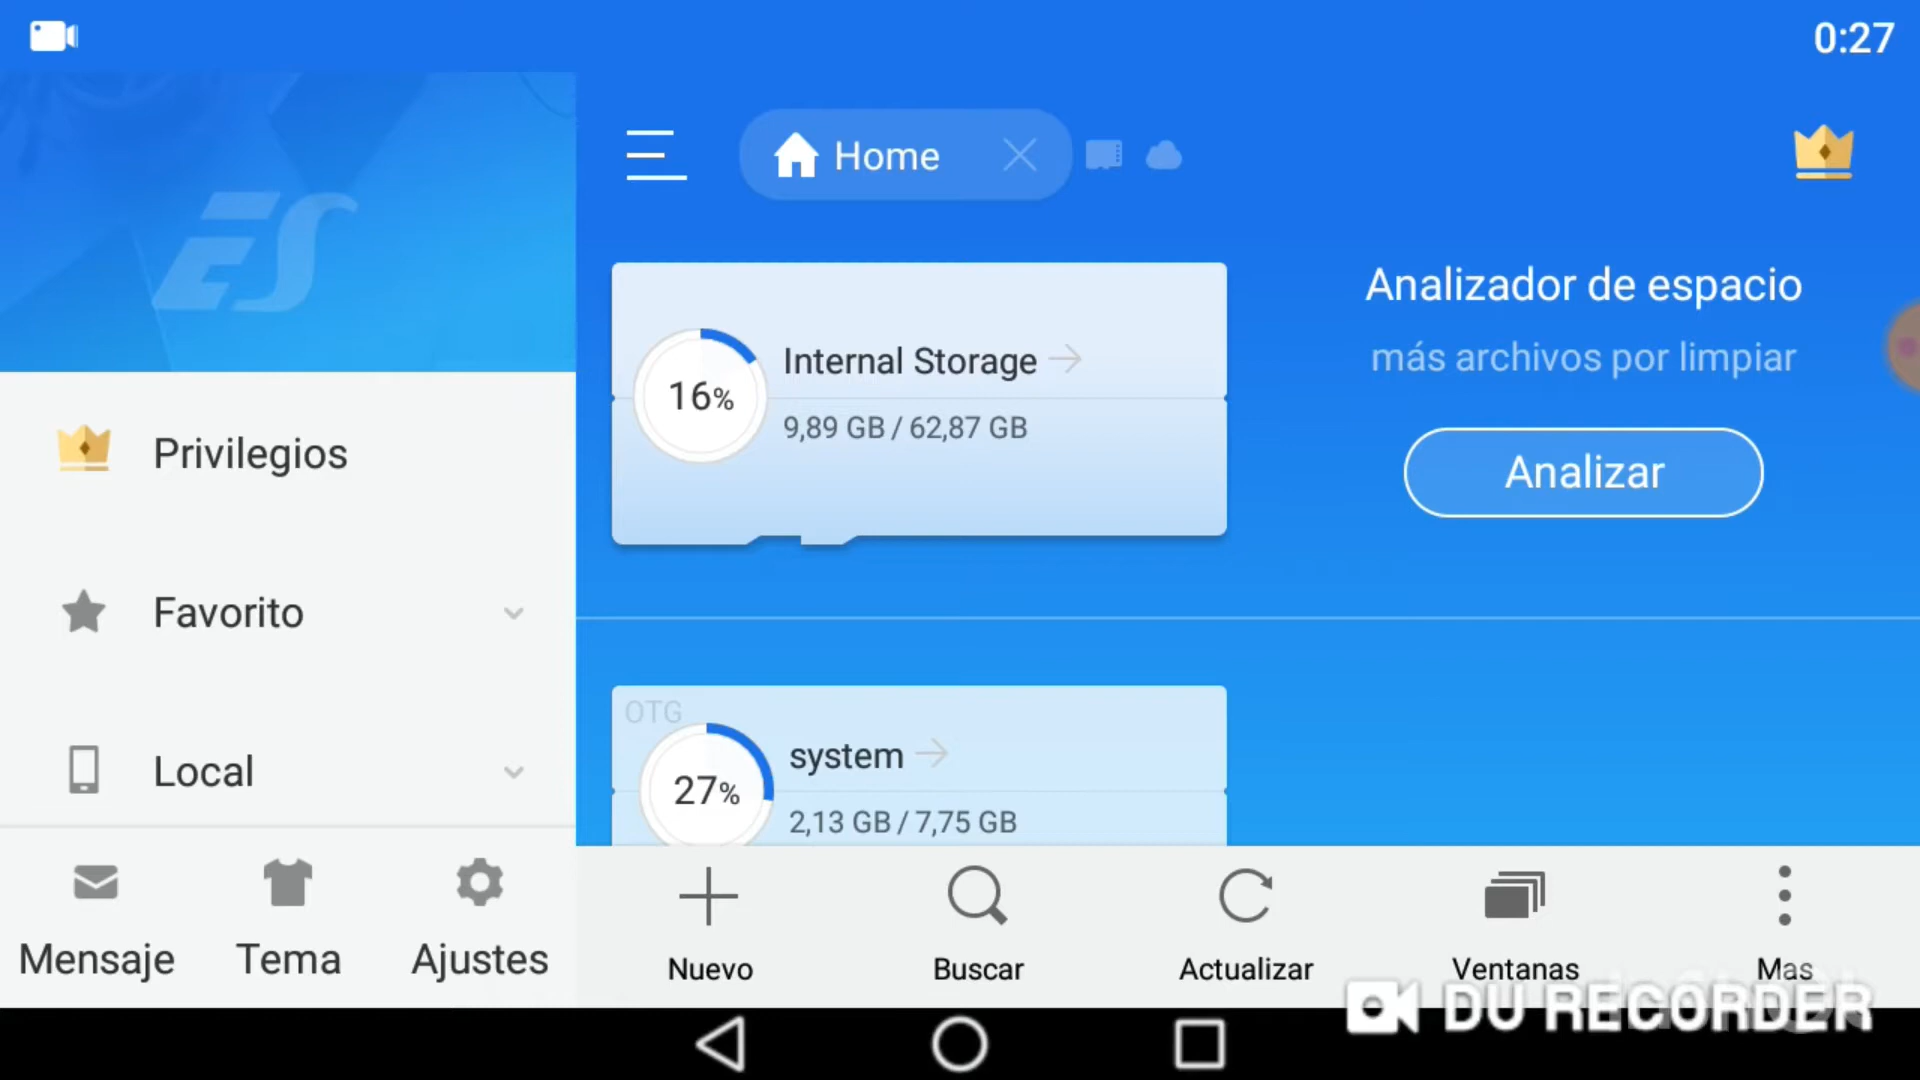 0:27
ES
Home
Internal Storage
16%
9,89 GB / 62,87 GB
Analizador de espacio
más archivos por limpiar
Analizar
Privilegios
Favorito
Local
OTG
system
27%
2,13 GB / 7,75 GB
Mensaje
Tema
Ajustes
Nuevo
Buscar
Actualizar
Ventanas
Mas
DU RECORDER